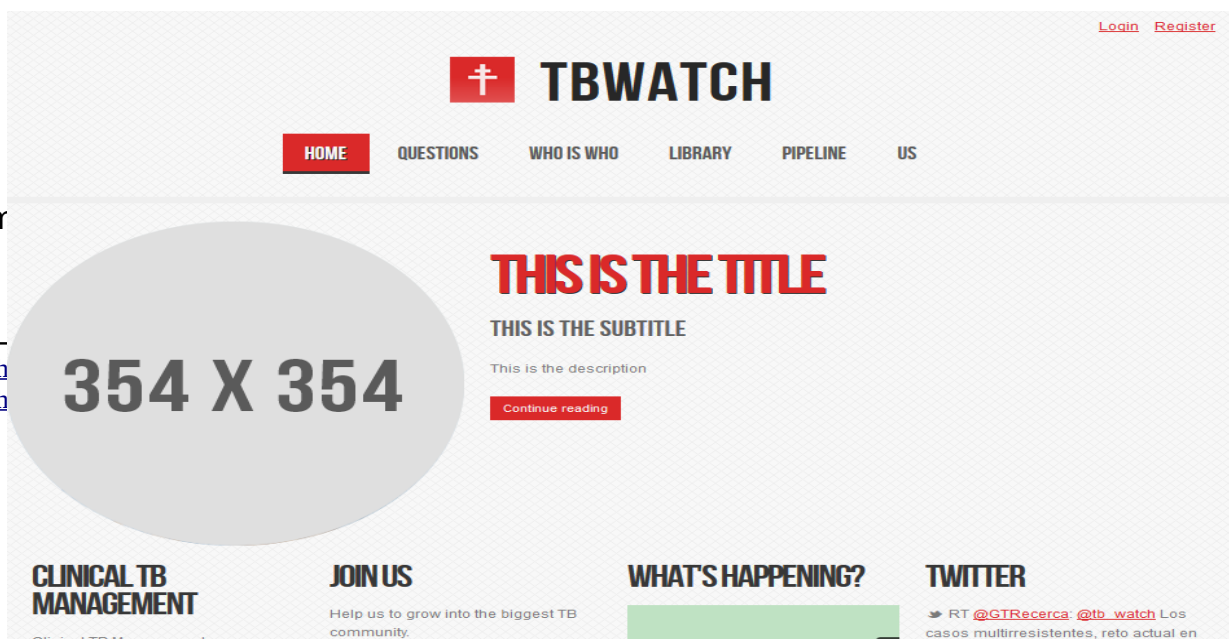 Login Register
TBWATCH
HOME QUESTIONS WHO IS WHO LIBRARY PIPELINE US
THIS IS THE TITLE
THIS IS THE SUBTITLE
354 X 354
This is the description
Continue reading
CLINICAL TB
MANAGEMENT
JOIN US
Help us to grow into the biggest TB
community.
WHAT'S HAPPENING?
TWITTER
RT @GTRecerca: @tb_watch Los
casos multirresistentes, reto actual en